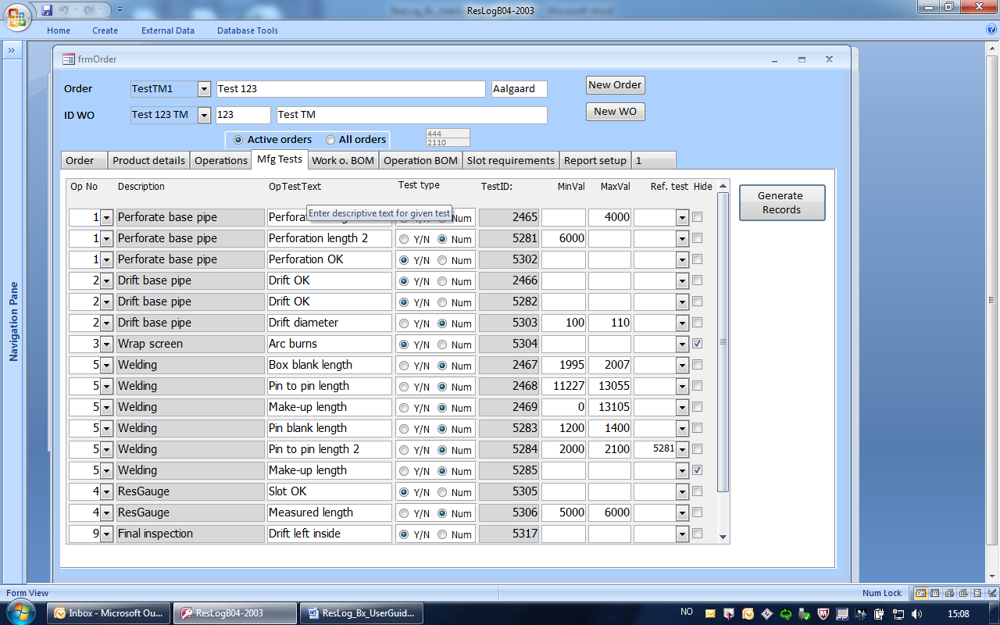 ResLogB04-2003
Home Create External Data Database Tools
frmOrder
Order TestTM1 Test 123 Aalgaard New Order
ID WO Test 123 TM 123 Test TM New WO
Active orders All orders 444
2110
Order Product details Operations Mfg Tests Work o. BOM Operation BOM Slot requirements Report setup 1
Op No Description OpTestText Test type TestID: MinVal MaxVal Ref. test Hide
Generate Records
Enter descriptive text for given test
1 Perforate base pipe Num 2465 4000
1 Perforate base pipe Perforation length 2 Y/N Num 5281 6000
1 Perforate base pipe Perforation OK Y/N Num 5302
2 Drift base pipe Drift OK Y/N Num 2466
2 Drift base pipe Drift OK Y/N Num 5282
2 Drift base pipe Drift diameter Y/N Num 5303 100 110
3 Wrap screen Arc burns Y/N Num 5304
5 Welding Box blank length Y/N Num 2467 1995 2007
5 Welding Pin to pin length Y/N Num 2468 11227 13055
5 Welding Make-up length Y/N Num 2469 0 13105
5 Welding Pin blank length Y/N Num 5283 1200 1400
5 Welding Pin to pin length 2 Y/N Num 5284 2000 2100 5281
5 Welding Make-up length Y/N Num 5285
4 ResGauge Slot OK Y/N Num 5305
4 ResGauge Measured length Y/N Num 5306 5000 6000
9 Final inspection Drift left inside Y/N Num 5317
Navigation Pane
Form View Num Lock
Inbox - Microsoft Ou... ResLogB04-2003 ResLog_Bx_UserGuid... NO 15:08